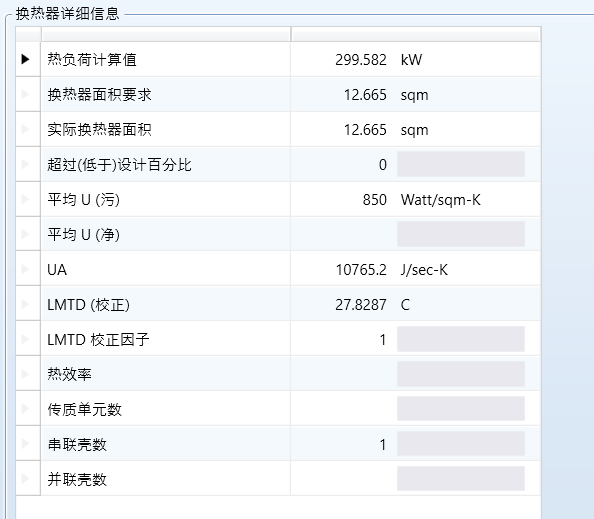 换热器详细信息
热负荷计算值 299.582 kW
换热器面积要求 12.665 sqm
实际换热器面积 12.665 sqm
超过(低于)设计百分比 0
平均 U (污) 850 Watt/sqm-K
平均 U (净)
UA 10765.2 J/sec-K
LMTD (校正) 27.8287 C
LMTD 校正因子 1
热效率
传质单元数
串联壳数 1
并联壳数